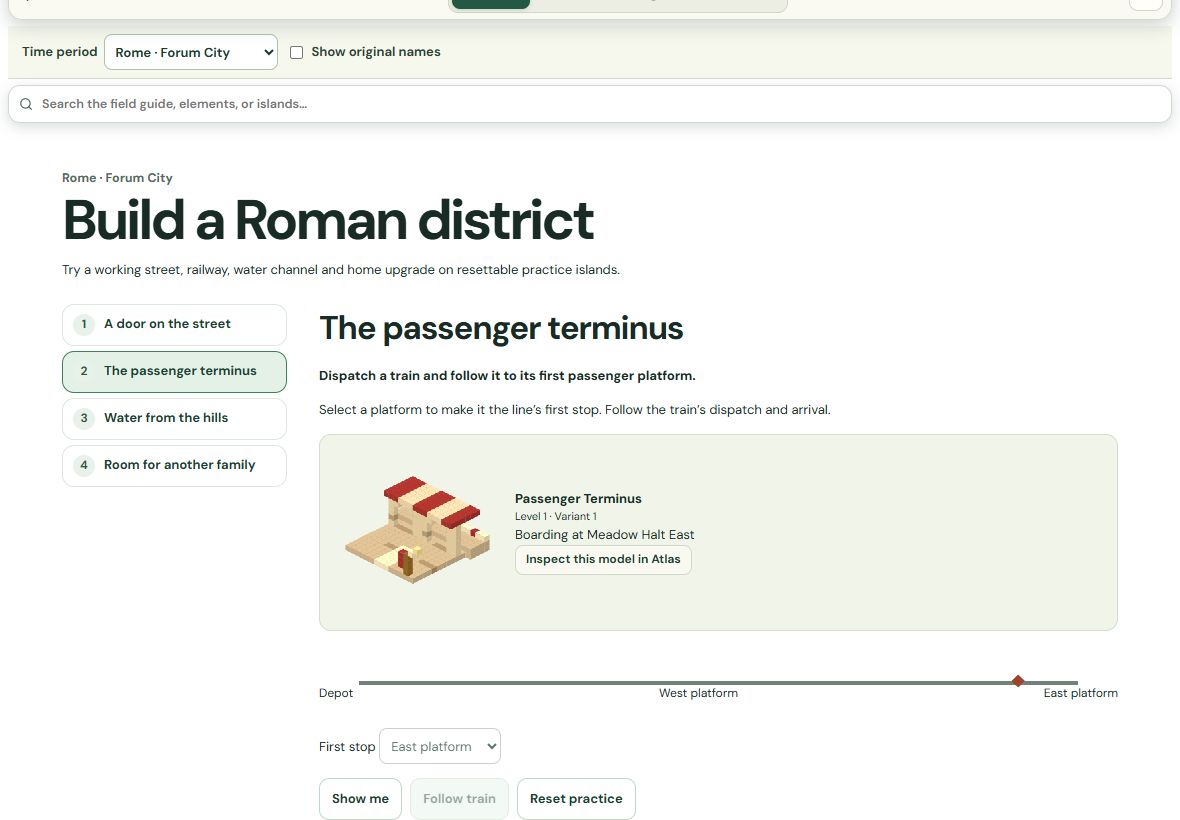 Time period
Rome · Forum City
Show original names
Search the field guide, elements, or islands...
Rome · Forum City
Build a Roman district
Try a working street, railway, water channel and home upgrade on resettable practice islands.
1 A door on the street
2 The passenger terminus
3 Water from the hills
4 Room for another family
The passenger terminus
Dispatch a train and follow it to its first passenger platform.
Select a platform to make it the line’s first stop. Follow the train’s dispatch and arrival.
Passenger Terminus
Level 1 · Variant 1
Boarding at Meadow Halt East
Inspect this model in Atlas
Depot
West platform
East platform
First stop
East platform
Show me
Follow train
Reset practice